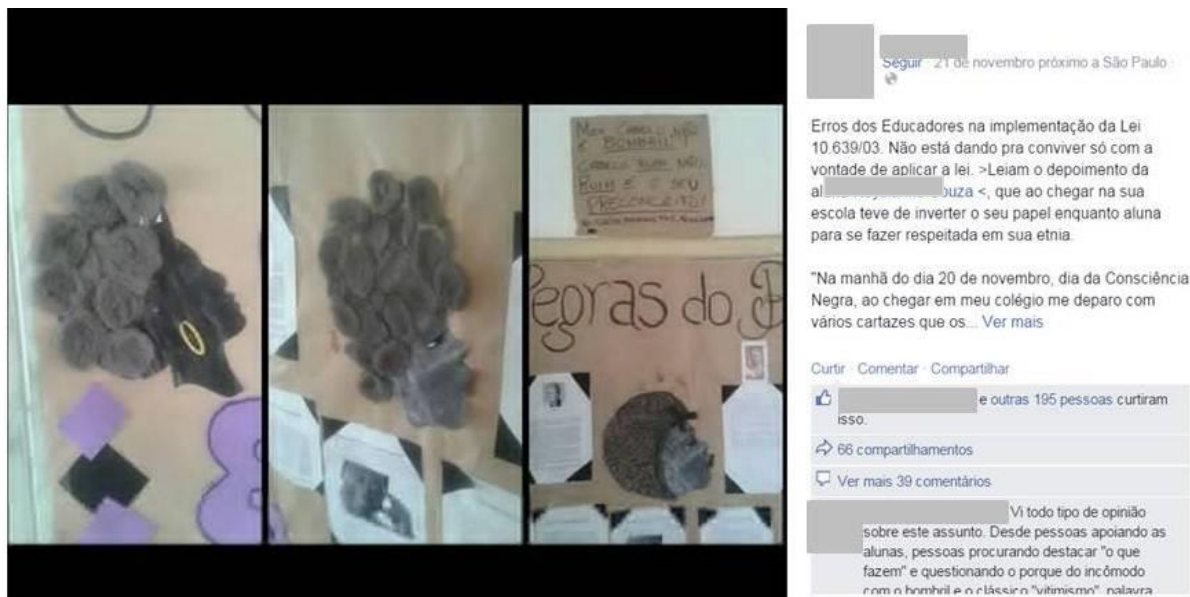 MEU CABELO NÃO
É BOMBRIL!
CABELO RUIM NÃO,
RUIM É O SEU
PRECONCEITO!
egras do B
Seguir · 21 de novembro próximo a São Paulo ·
Erros dos Educadores na implementação da Lei
10.639/03. Não está dando pra conviver só com a
vontade de aplicar a lei. >Leiam o depoimento da
al ouza <, que ao chegar na sua
escola teve de inverter o seu papel enquanto aluna
para se fazer respeitada em sua etnia.
"Na manhã do dia 20 de novembro, dia da Consciência
Negra, ao chegar em meu colégio me deparo com
vários cartazes que os... Ver mais
Curtir · Comentar · Compartilhar
e outras 195 pessoas curtiram
isso.
66 compartilhamentos
Ver mais 39 comentários
Vi todo tipo de opinião
sobre este assunto. Desde pessoas apoiando as
alunas, pessoas procurando destacar "o que
fazem" e questionando o porque do incômodo
com o bombril e o clássico "vitimismo", palavra